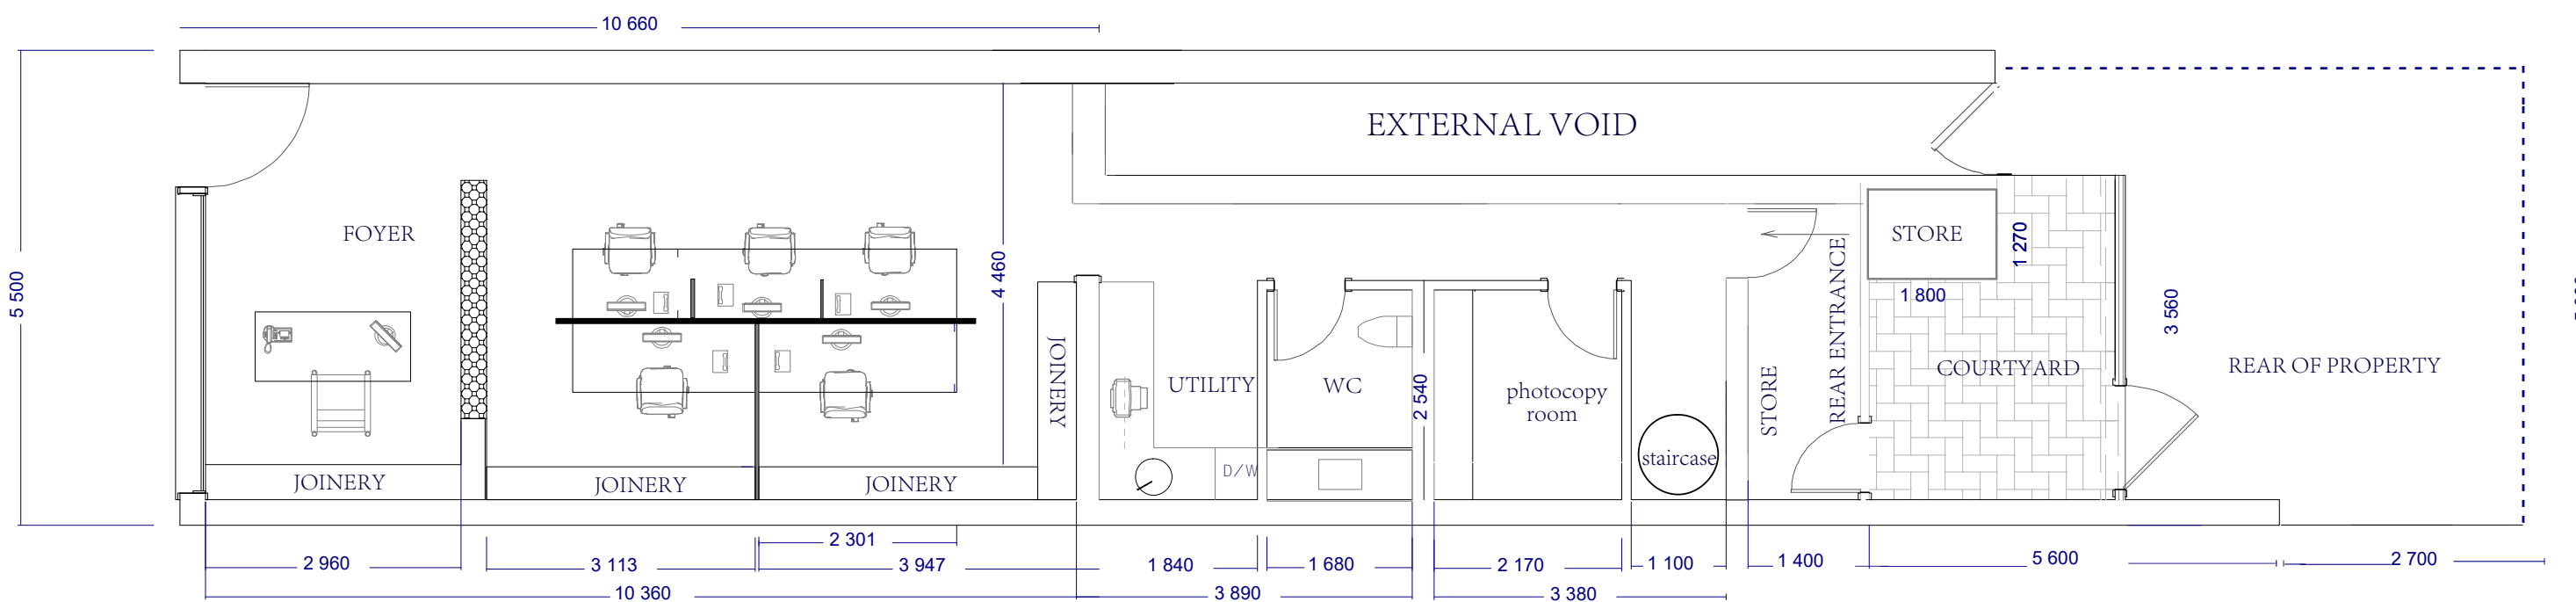 10 660
EXTERNAL VOID
FOYER
STORE
1 270
5 500
4 460
1 800
3 560
REAR ENTRANCE
JOINERY
UTILITY
WC
2 540
photocopy
room
STORE
COURTYARD
REAR OF PROPERTY
staircase
D/W
JOINERY
JOINERY
JOINERY
2 301
2 960
3 113
3 947
1 840
1 680
2 170
1 100
1 400
5 600
2 700
10 360
3 890
3 380